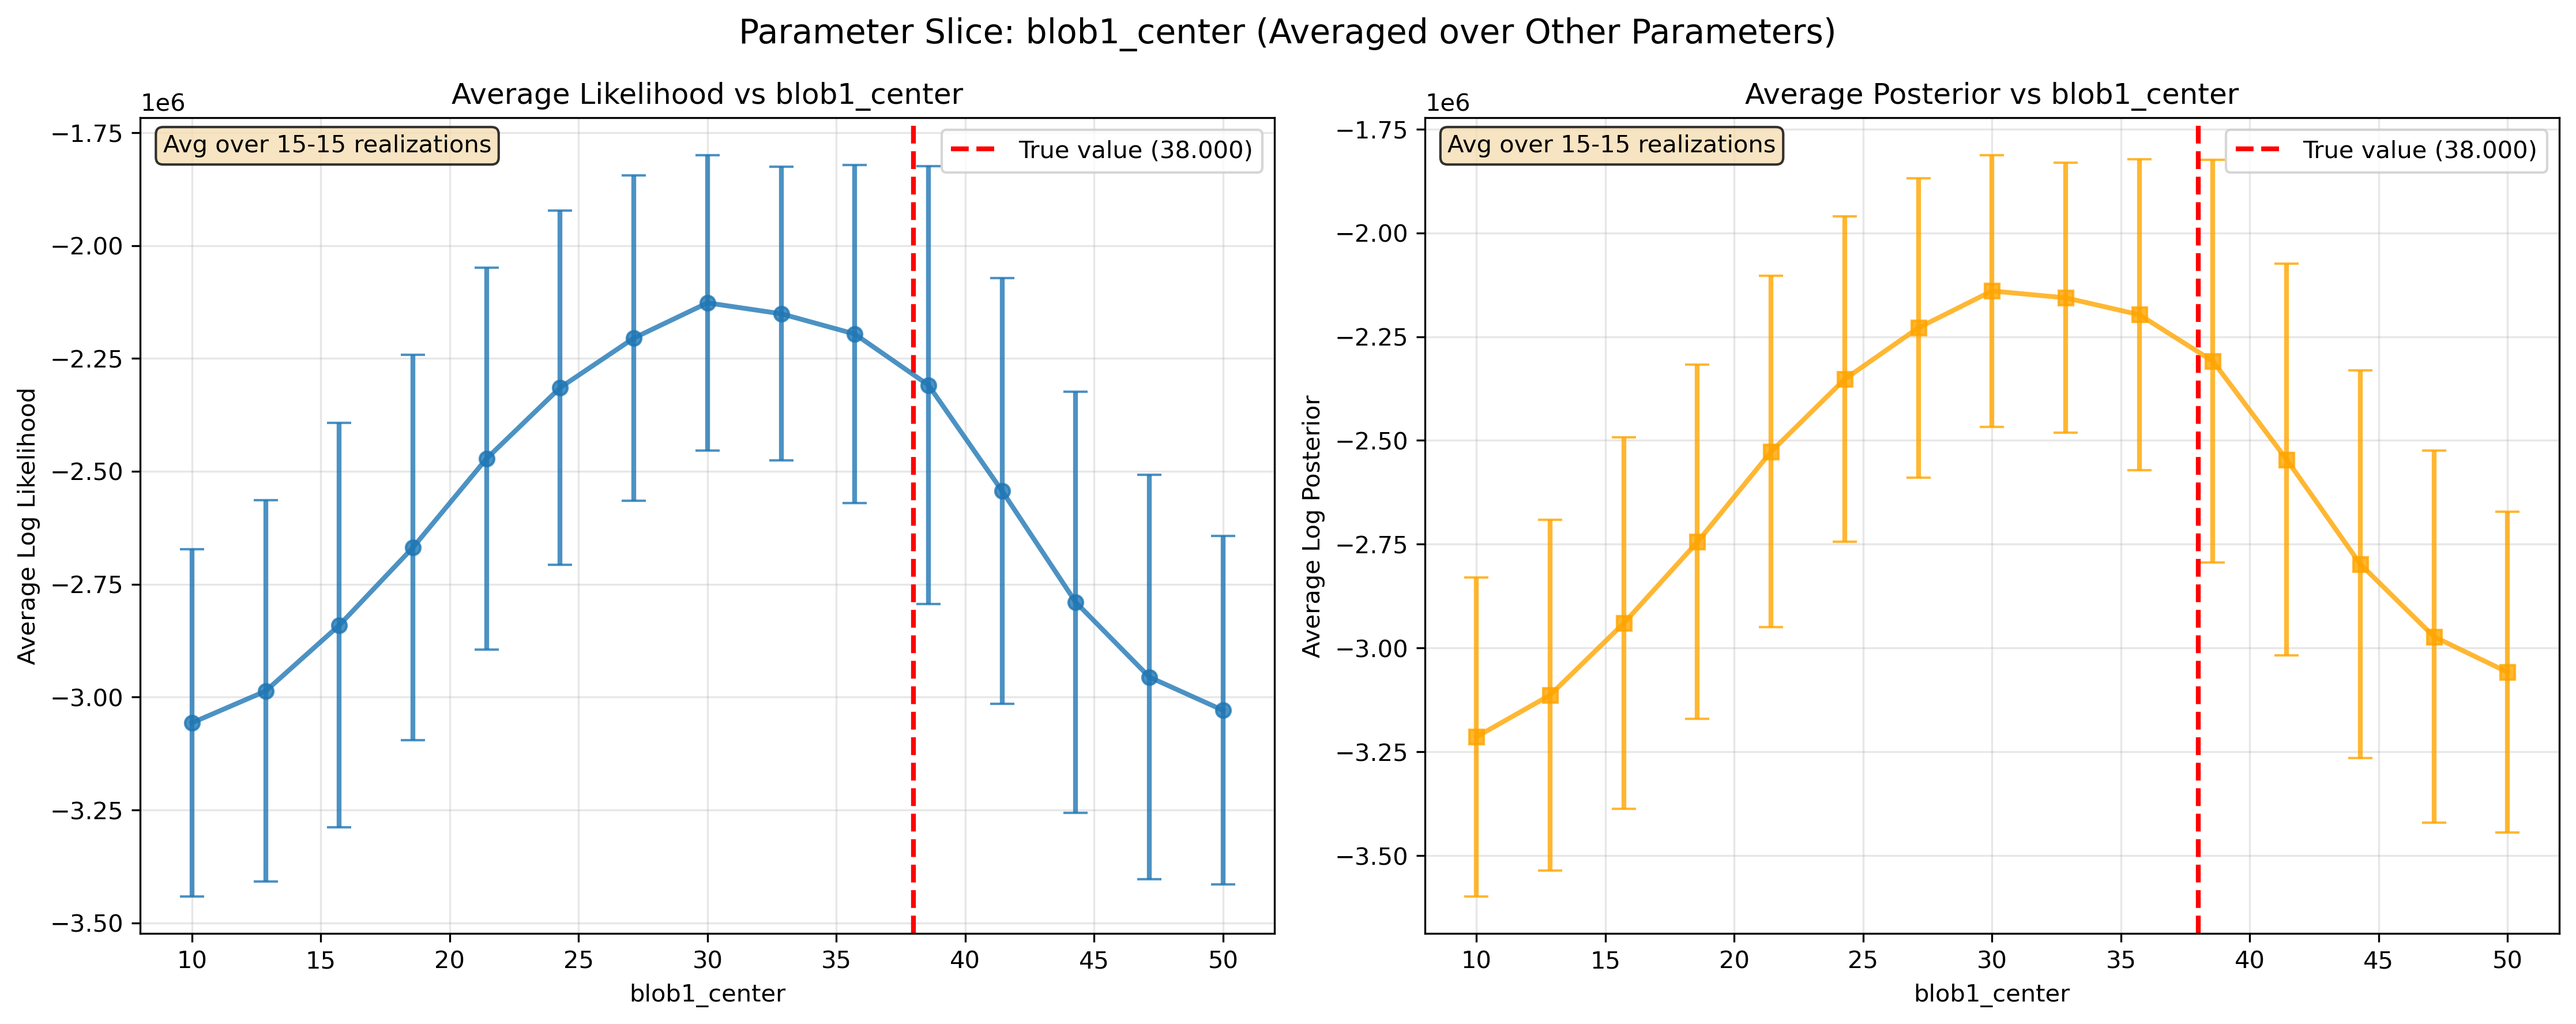 Parameter Slice: blob1_center (Averaged over Other Parameters)
Average Likelihood vs blob1_center
1e6
Avg over 15-15 realizations
True value (38.000)
−1.75
−2.00
−2.25
−2.50
−2.75
−3.00
−3.25
−3.50
Average Log Likelihood
10 15 20 25 30 35 40 45 50
blob1_center
Average Posterior vs blob1_center
1e6
Avg over 15-15 realizations
True value (38.000)
−1.75
−2.00
−2.25
−2.50
−2.75
−3.00
−3.25
−3.50
Average Log Posterior
10 15 20 25 30 35 40 45 50
blob1_center